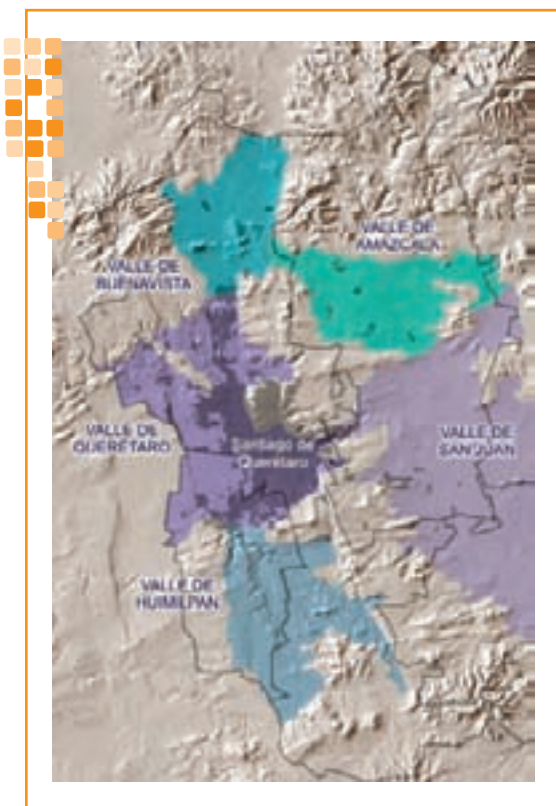 VALLE DE
AMAZCALA
VALLE DE
BUENAVISTA
VALLE DE
QUERÉTARO
Santiago de
Querétaro
VALLE DE
SAN JUAN
VALLE DE
HUIMILPAN